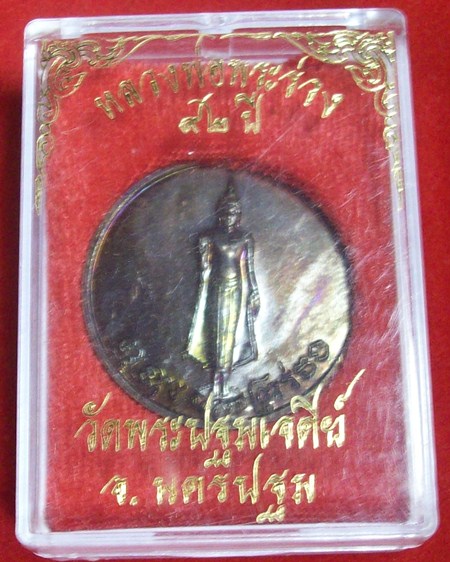 หลวงพ่อพระร่วง
๙๒ ปี
วัดพระปฐมเจดีย์
จ. นครปฐม